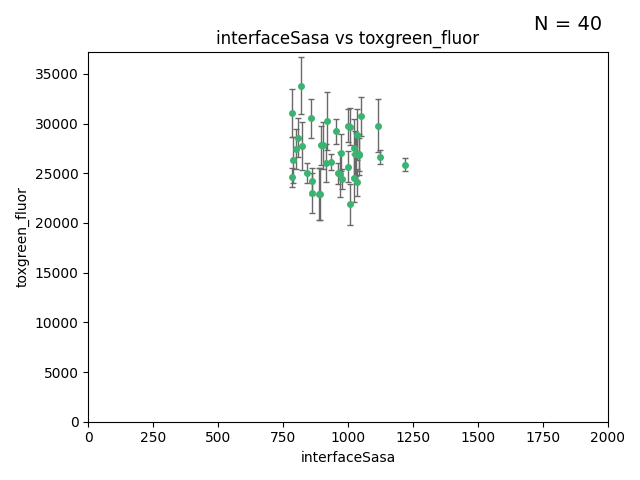 N = 40
interfaceSasa vs toxgreen_fluor
toxgreen_fluor
35000
30000
25000
20000
15000
10000
5000
0
0 250 500 750 1000 1250 1500 1750 2000
interfaceSasa